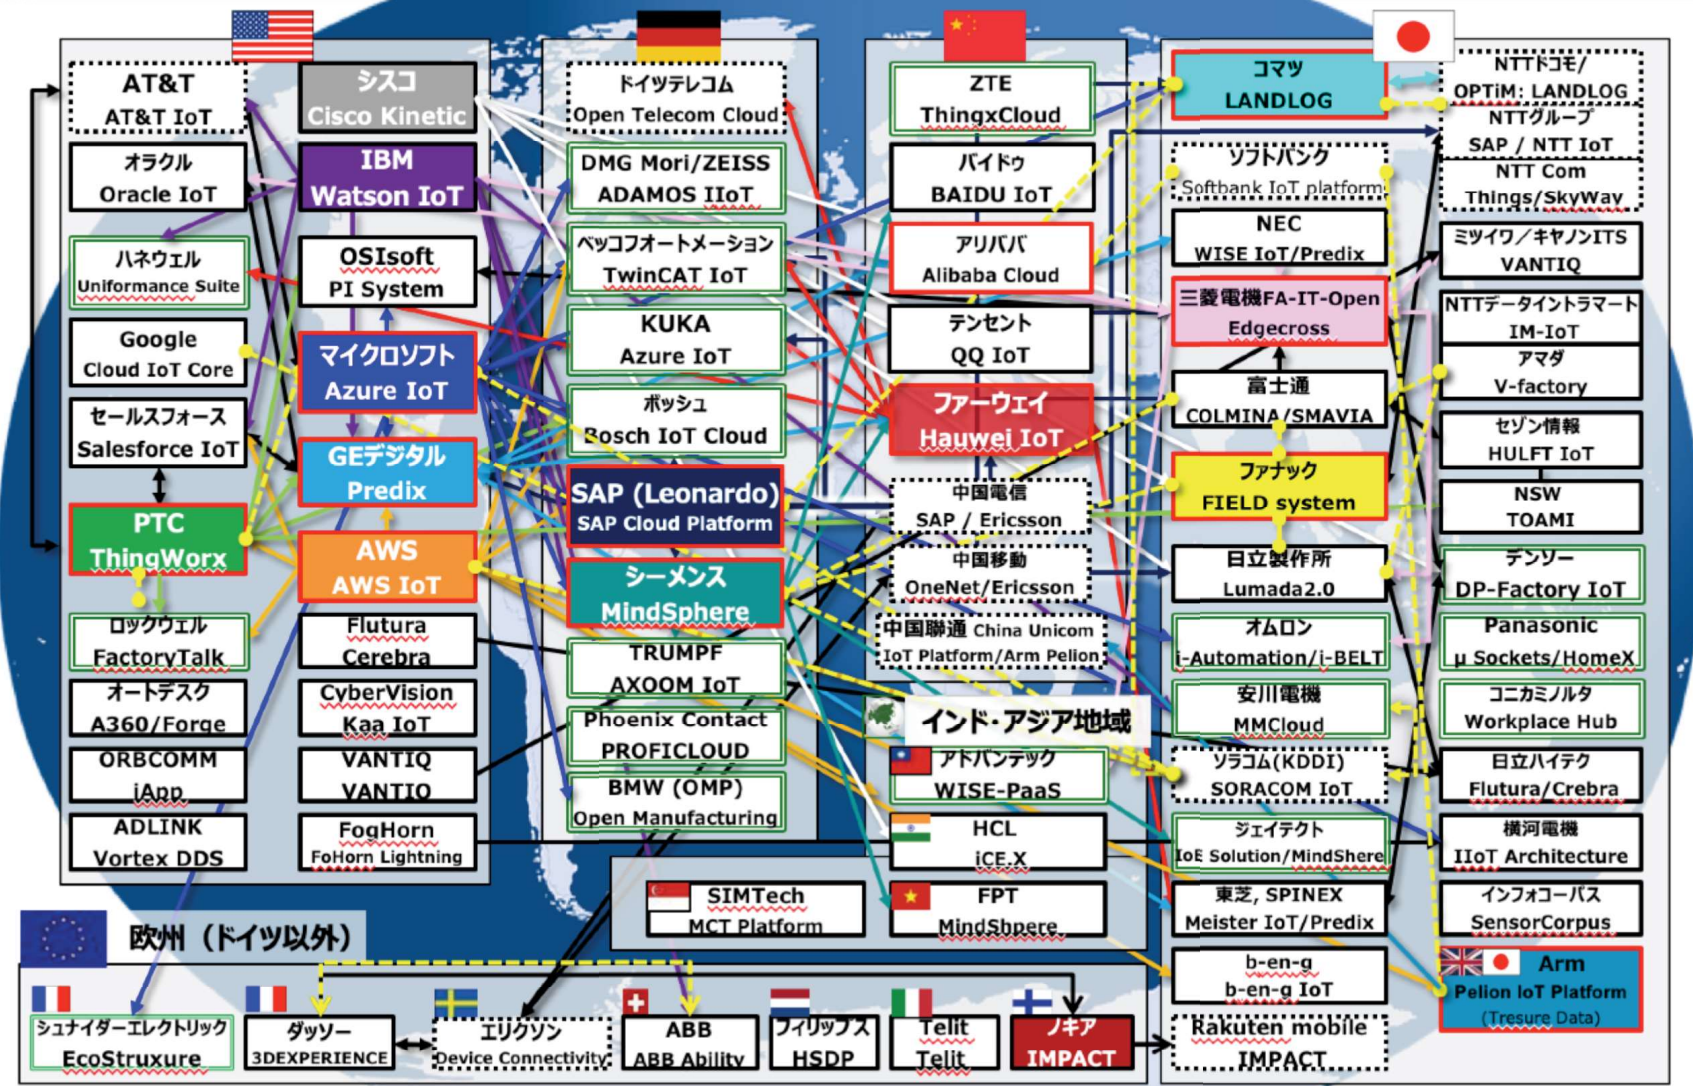 AT&T
AT&T IoT
オラクル
Oracle IoT
ハネウェル
Uniformance Suite
Google
Cloud IoT Core
セールスフォース
Salesforce IoT
PTC
ThingWorx
ロックウェル
FactoryTalk
オートデスク
A360/Forge
ORBCOMM
iApp
ADLINK
Vortex DDS
シスコ
Cisco Kinetic
IBM
Watson IoT
OSIsoft
PI System
マイクロソフト
Azure IoT
GEデジタル
Predix
AWS
AWS IoT
Flutura
Cerebra
CyberVision
Kaa IoT
VANTIQ
VANTIQ
FogHorn
FoHorn Lightning
ドイツテレコム
Open Telecom Cloud
DMG Mori/ZEISS
ADAMOS IIoT
ベッコフオートメーション
TwinCAT IoT
KUKA
Azure IoT
ボッシュ
Bosch IoT Cloud
SAP (Leonardo)
SAP Cloud Platform
シーメンス
MindSphere
TRUMPF
AXOOM IoT
Phoenix Contact
PROFICLOUD
BMW (OMP)
Open Manufacturing
ZTE
ThingxCloud
バイドゥ
BAIDU IoT
アリババ
Alibaba Cloud
テンセント
QQ IoT
ファーウェイ
Hauwei IoT
中国電信
SAP / Ericsson
中国移動
OneNet/Ericsson
中国聯通 China Unicom
IoT Platform/Arm Pelion
インド・アジア地域
アドバンテック
WISE-PaaS
HCL
iCE.X
SIMTech
MCT Platform
FPT
MindShpere
コマツ
LANDLOG
ソフトバンク
Softbank IoT platform
NEC
WISE IoT/Predix
三菱電機FA-IT-Open
Edgecross
富士通
COLMINA/SMAVIA
ファナック
FIELD system
日立製作所
Lumada2.0
オムロン
i-Automation/i-BELT
安川電機
MMCloud
ソラコム(KDDI)
SORACOM IoT
ジェイテクト
IoE Solution/MindShere
東芝, SPINEX
Meister IoT/Predix
b-en-g
b-en-g IoT
Rakuten mobile
IMPACT
NTTドコモ/
OPTiM: LANDLOG
NTTグループ
SAP / NTT IoT
NTT Com
Things/SkyWay
ミツイワ/キヤノンITS
VANTIQ
NTTデータイントラマート
IM-IoT
アマダ
V-factory
セゾン情報
HULFT IoT
NSW
TOAMI
デンソー
DP-Factory IoT
Panasonic
μ Sockets/HomeX
コニカミノルタ
Workplace Hub
日立ハイテク
Flutura/Crebra
横河電機
IIoT Architecture
インフォコーパス
SensorCorpus
Arm
Pelion IoT Platform
(Tresure Data)
欧州（ドイツ以外）
シュナイダーエレクトリック
EcoStruxure
ダッソー
3DEXPERIENCE
エリクソン
Device Connectivity
ABB
ABB Ability
フィリップス
HSDP
Telit
Telit
ノキア
IMPACT